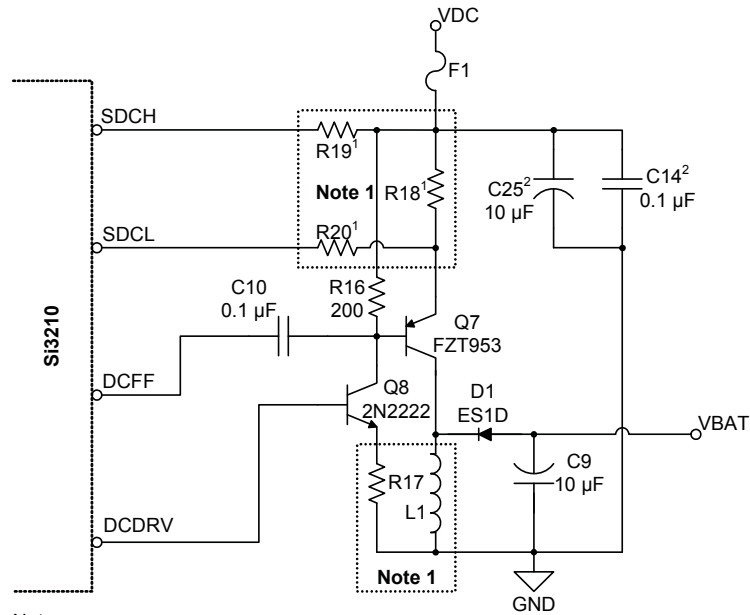 VDC
F1
SDCH
R19¹
Note 1
R18¹
C25²
10 µF
C14²
0.1 µF
SDCL
R20¹
Si3210
C10
0.1 µF
R16
200
Q7
FZT953
DCFF
Q8
2N2222
D1
ES1D
VBAT
R17
L1
C9
10 µF
DCDRV
Note 1
GND